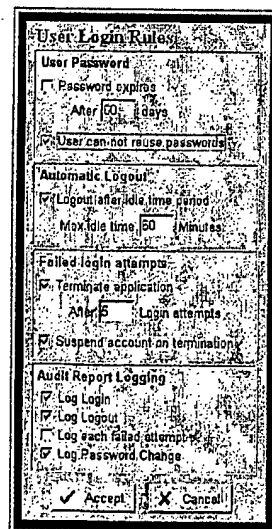 User Login Rules
User Password
Password expires
After 60 days
User can not reuse passwords
Automatic Logout
Logout after idle time period
Max idle time 60 Minutes
Failed login attempts
Terminate application
After 5 Login attempts
Suspend account on termination
Audit Report Logging
Log Login
Log Logout
Log each failed attempt
Log Password Change
Accept Cancel